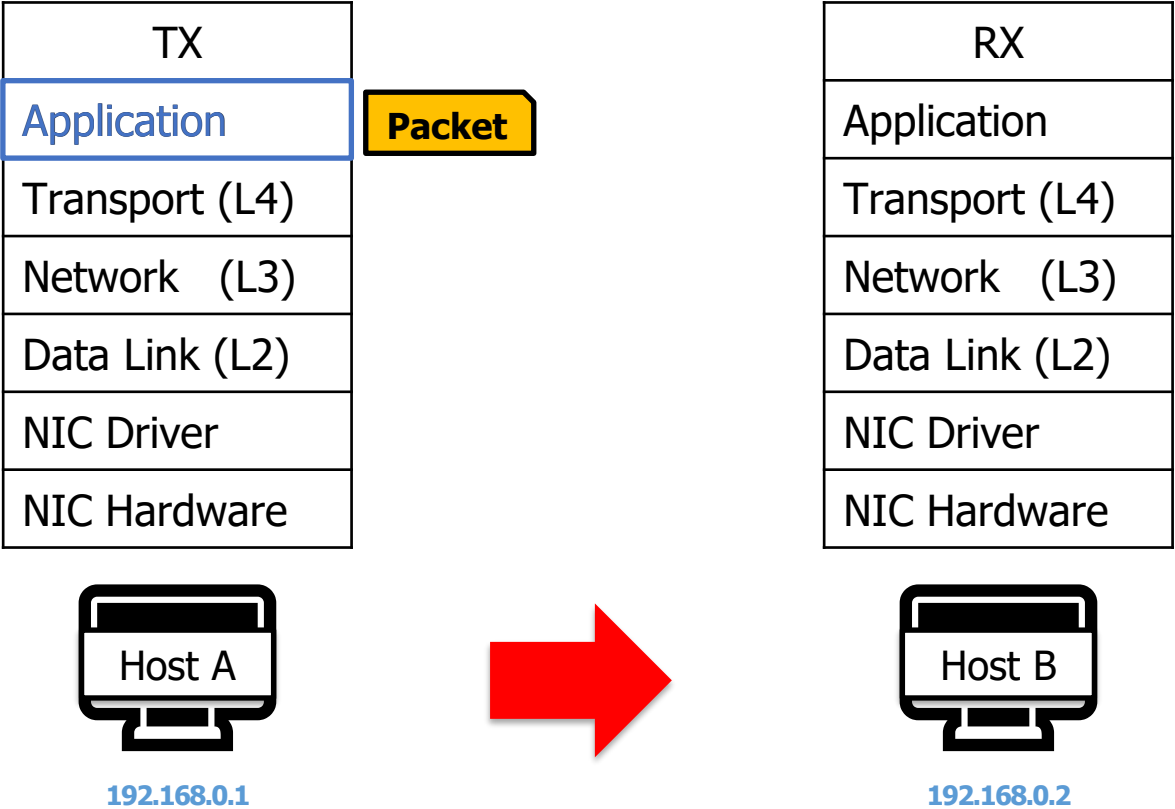 TX
Application
Packet
Transport (L4)
Network (L3)
Data Link (L2)
NIC Driver
NIC Hardware
Host A
192.168.0.1
RX
Application
Transport (L4)
Network (L3)
Data Link (L2)
NIC Driver
NIC Hardware
Host B
192.168.0.2